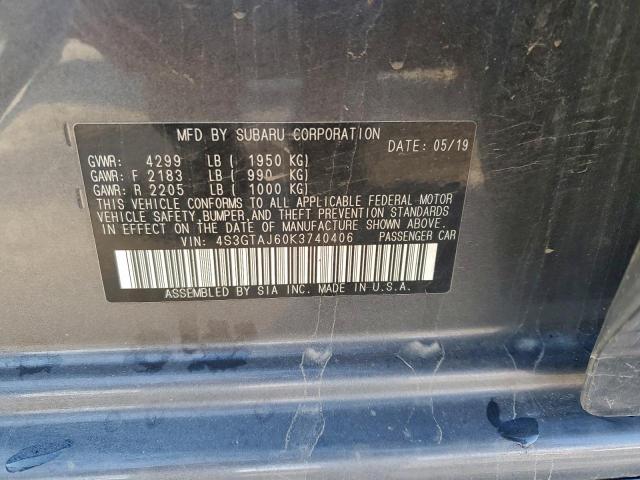 MFD BY SUBARU CORPORATION
DATE: 05/19
GVWR: 4299 LB ( 1950 KG)
GAWR: F 2183 LB ( 990 KG)
GAWR: R 2205 LB ( 1000 KG)
THIS VEHICLE CONFORMS TO ALL APPLICABLE FEDERAL MOTOR
VEHICLE SAFETY, BUMPER, AND THEFT PREVENTION STANDARDS
IN EFFECT ON THE DATE OF MANUFACTURE SHOWN ABOVE.
VIN: 4S3GTAJ60K3740406 PASSENGER CAR
ASSEMBLED BY SIA INC. MADE IN U.S.A.